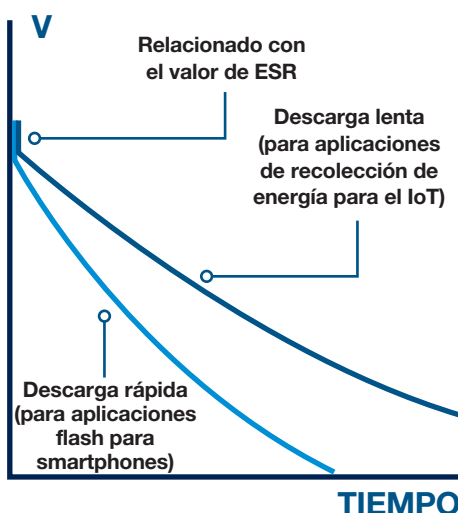 V
Relacionado con
el valor de ESR
Descarga lenta
(para aplicaciones
de recolección de
energía para el IoT)
Descarga rápida
(para aplicaciones
flash para
smartphones)
TIEMPO